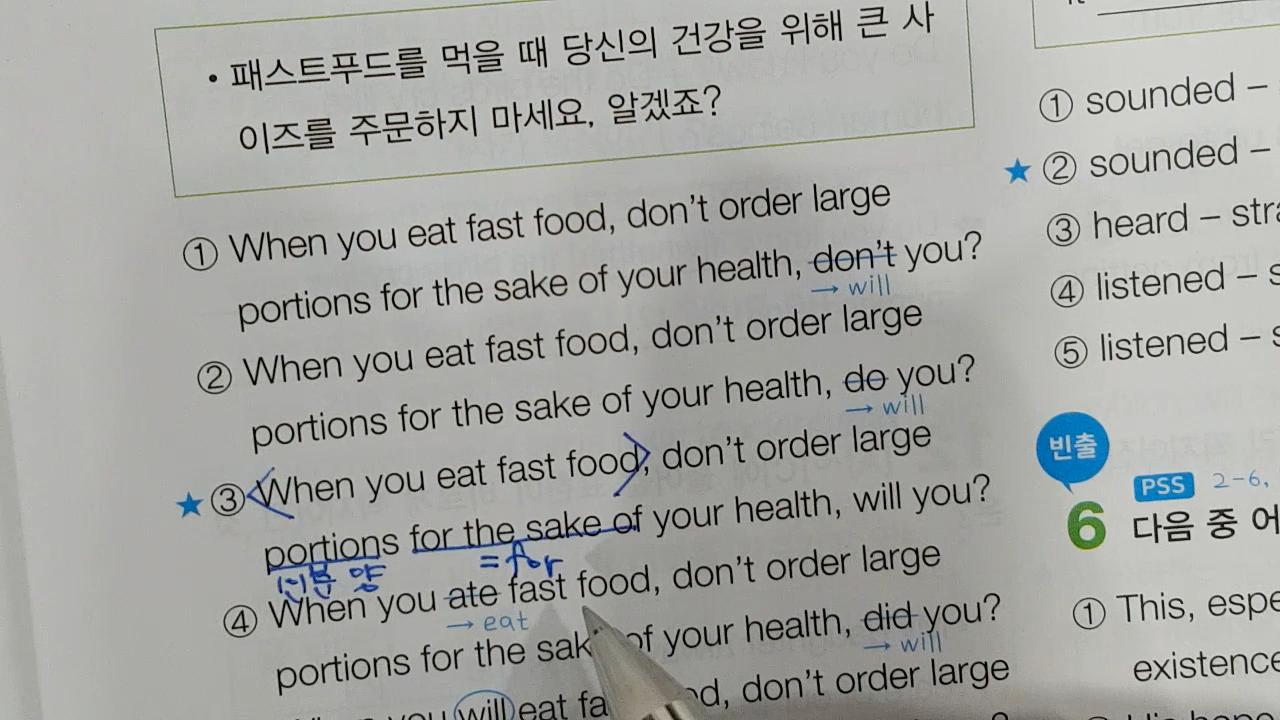 • 패스트푸드를 먹을 때 당신의 건강을 위해 큰 사
이즈를 주문하지 마세요, 알겠죠?
① When you eat fast food, don't order large
portions for the sake of your health, don't you?
→ will
② When you eat fast food, don't order large
portions for the sake of your health, do you?
→ will
★ ③ <When you eat fast food>, don't order large
portions for the sake of your health, will you?
인분 양 = for
④ When you ate fast food, don't order large
→ eat
portions for the sak of your health, did you?
→ will
you will eat fa d, don't order large
① sounded –
★ ② sounded –
③ heard – stra
④ listened – s
⑤ listened – s
빈출
PSS 2-6,
6 다음 중 어
① This, espe
existence